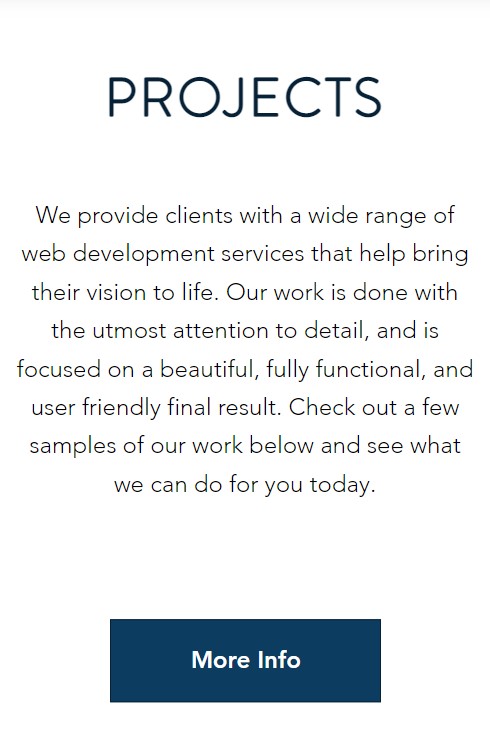 PROJECTS
We provide clients with a wide range of
web development services that help bring
their vision to life. Our work is done with
the utmost attention to detail, and is
focused on a beautiful, fully functional, and
user friendly final result. Check out a few
samples of our work below and see what
we can do for you today.
More Info